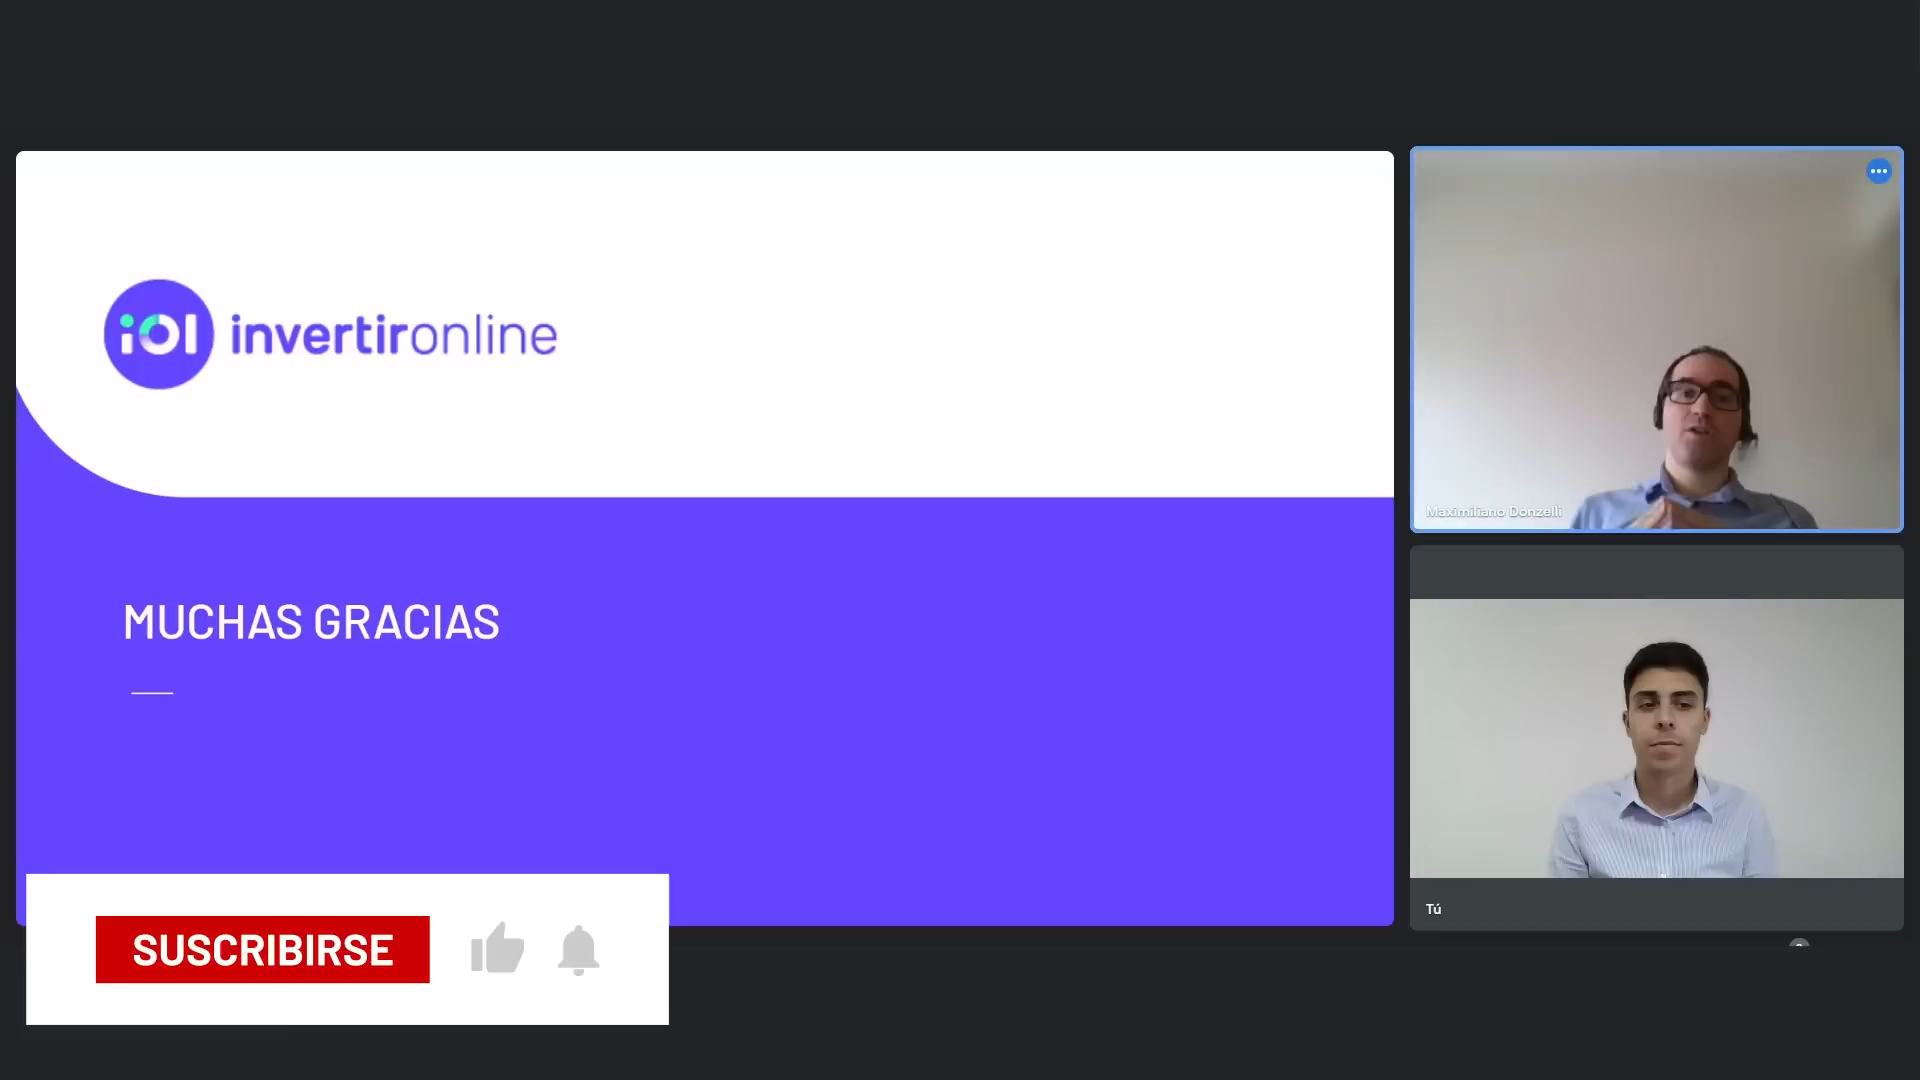 iol invertironline
MUCHAS GRACIAS
SUSCRIBIRSE
Maximiliano Donzelli
Tú